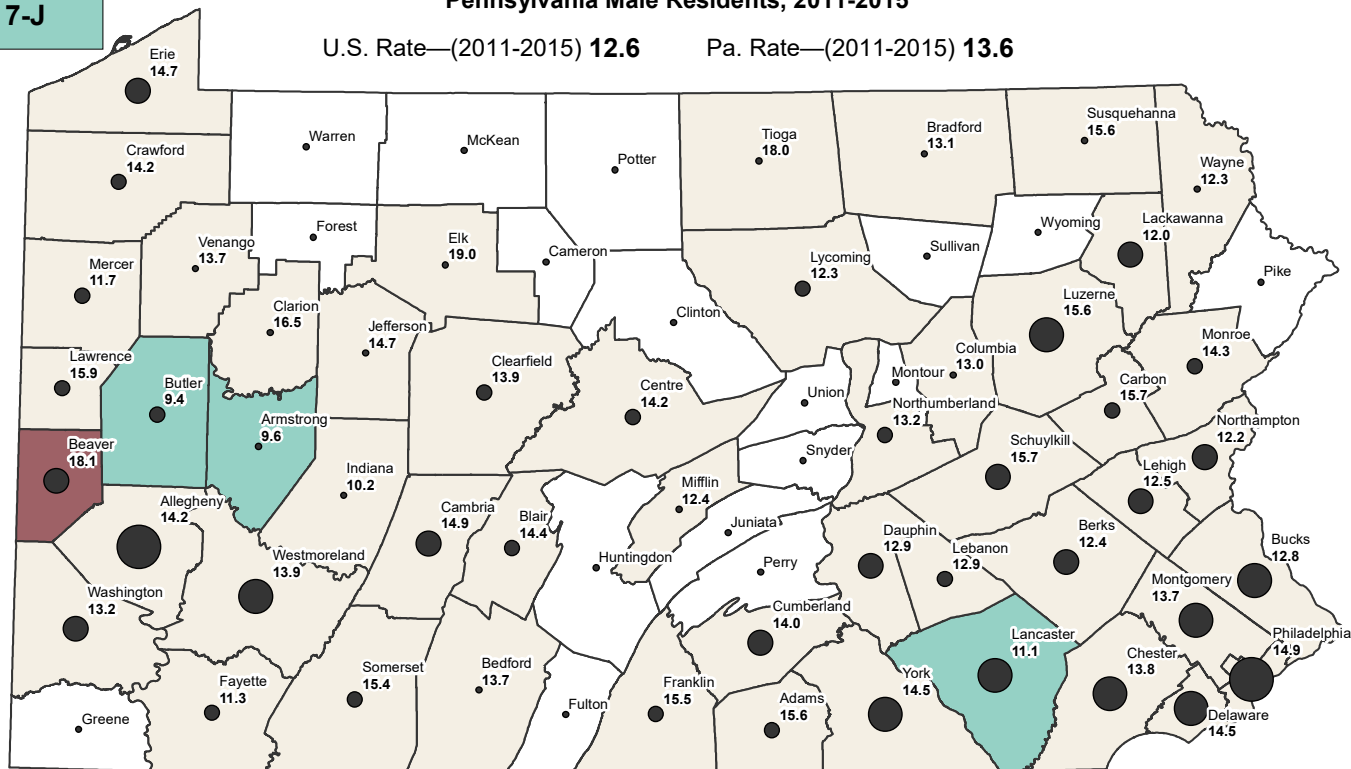 7-J
Pennsylvania Male Residents, 2011-2015
U.S. Rate—(2011-2015) 12.6
Pa. Rate—(2011-2015) 13.6
Erie
14.7
Warren
McKean
Potter
Tioga
18.0
Bradford
13.1
Susquehanna
15.6
Wayne
12.3
Crawford
14.2
Venango
13.7
Forest
Elk
19.0
Cameron
Lycoming
12.3
Sullivan
Wyoming
Lackawanna
12.0
Pike
Mercer
11.7
Clarion
16.5
Jefferson
14.7
Clinton
Luzerne
15.6
Monroe
14.3
Lawrence
15.9
Butler
9.4
Clearfield
13.9
Centre
14.2
Union
Montour
Columbia
13.0
Carbon
15.7
Northumberland
13.2
Northampton
12.2
Armstrong
9.6
Beaver
18.1
Indiana
10.2
Snyder
Schuylkill
15.7
Lehigh
12.5
Mifflin
12.4
Allegheny
14.2
Cambria
14.9
Blair
14.4
Juniata
Dauphin
12.9
Lebanon
12.9
Berks
12.4
Bucks
12.8
Westmoreland
13.9
Huntingdon
Perry
Montgomery
13.7
Washington
13.2
Cumberland
14.0
Lancaster
11.1
Philadelphia
14.9
Chester
13.8
Somerset
15.4
Bedford
13.7
York
14.5
Fayette
11.3
Franklin
15.5
Adams
15.6
Fulton
Delaware
14.5
Greene